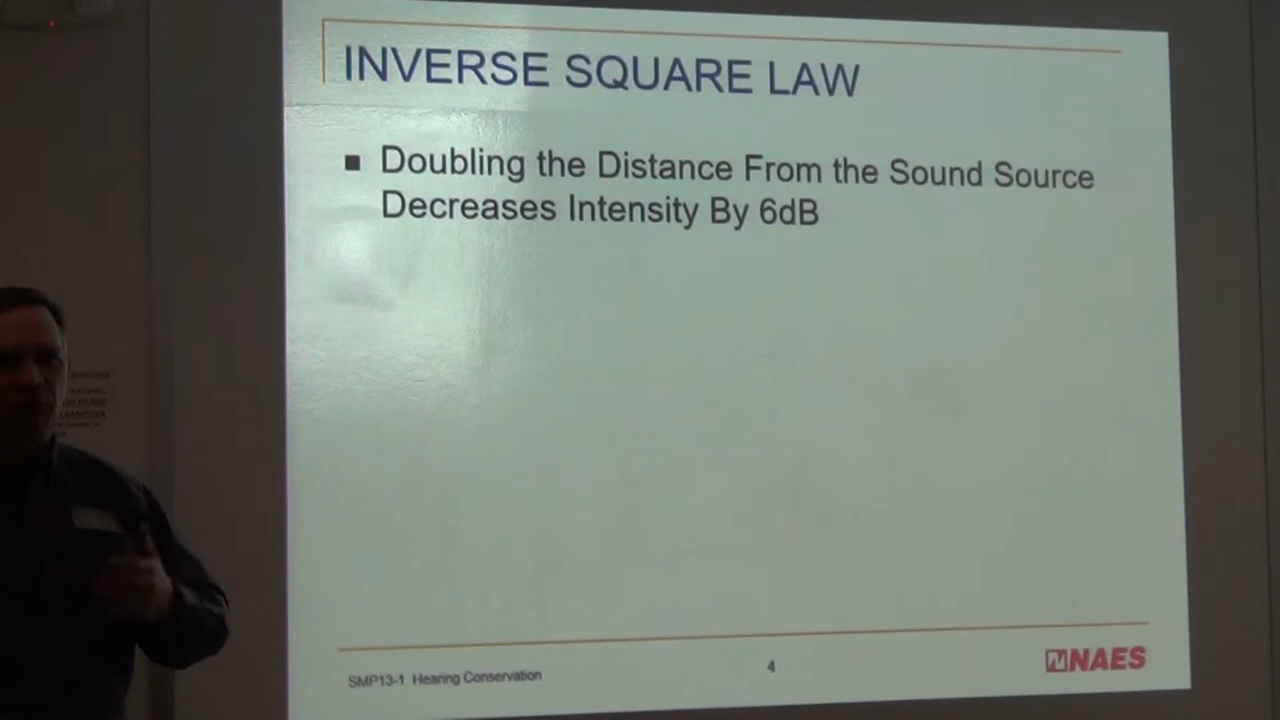 INVERSE SQUARE LAW
■ Doubling the Distance From the Sound Source
Decreases Intensity By 6dB
SMP13-1 Hearing Conservation
4
NAES